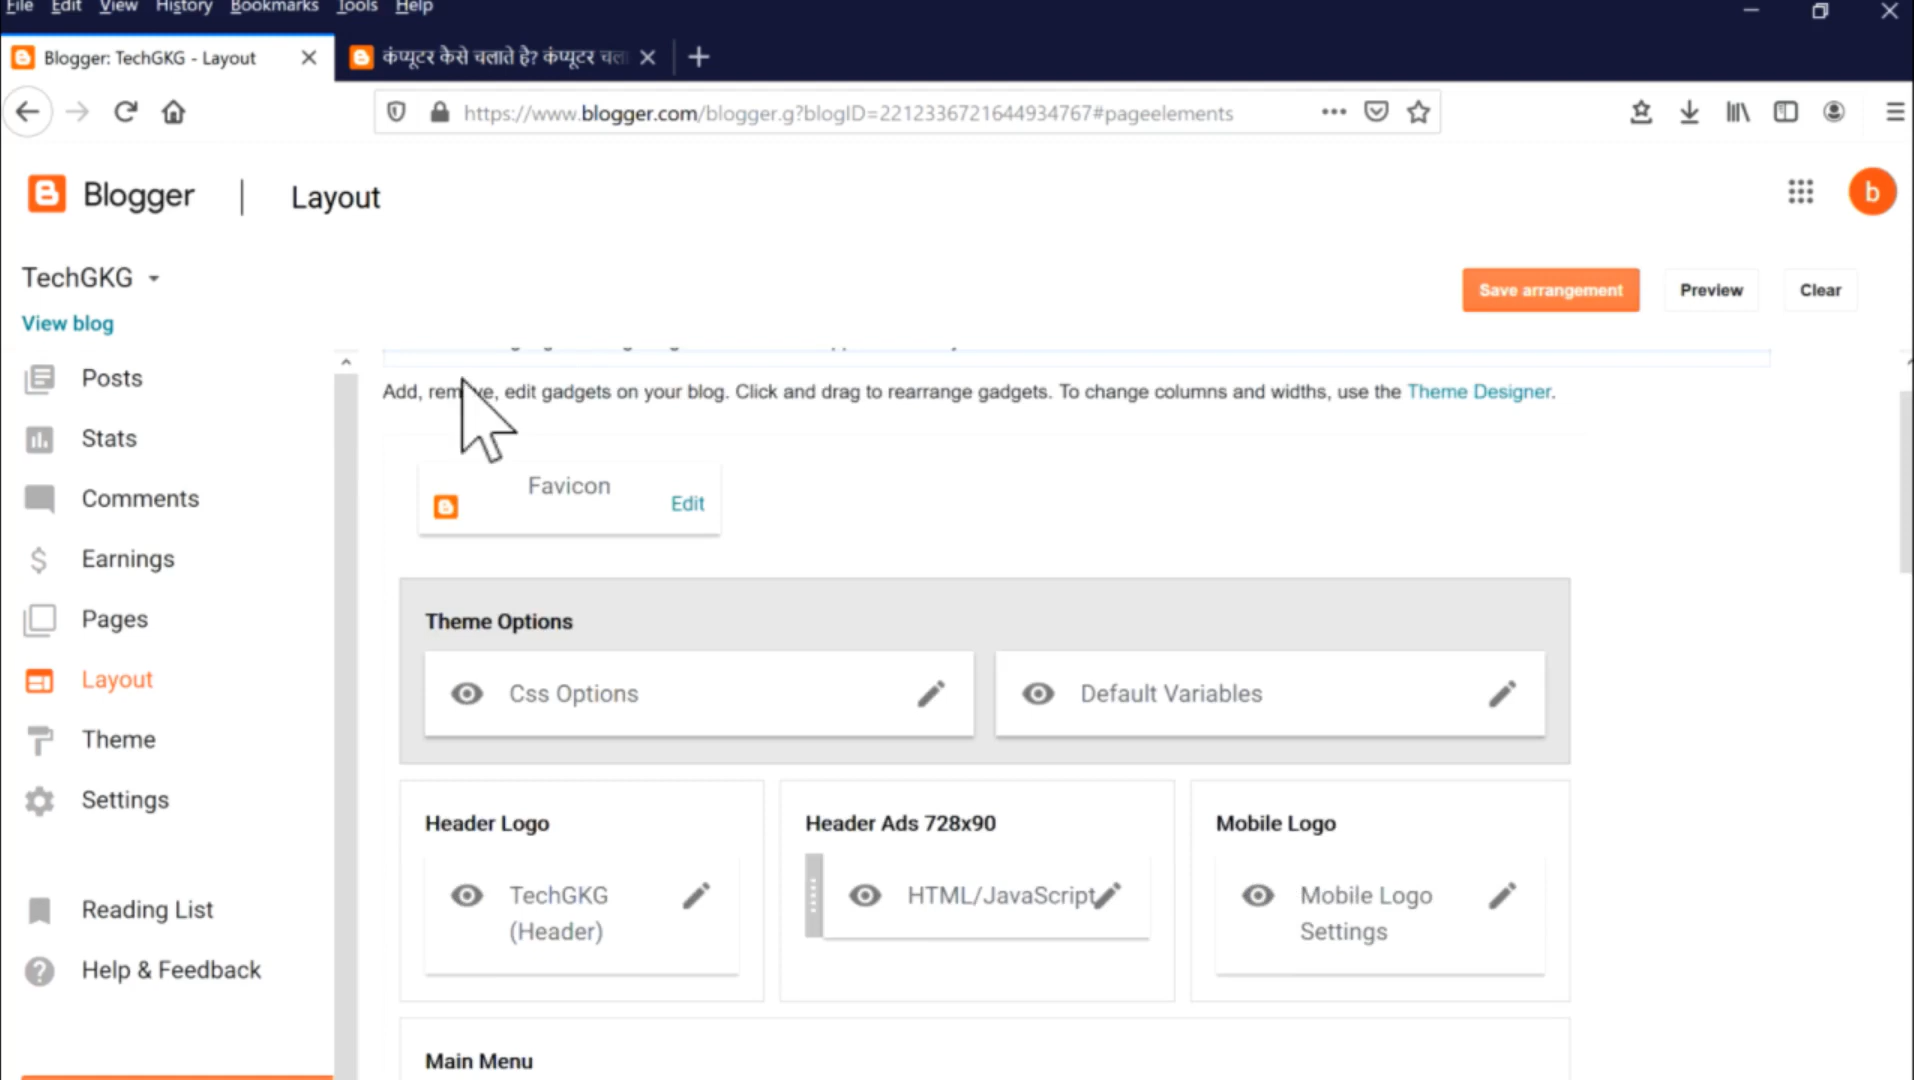 File Edit View History Bookmarks Tools Help
Blogger: TechGKG - Layout
कंप्यूटर कैसे चलाते है? कंप्यूटर चल
https://www.blogger.com/blogger.g?blogID=2212336721644934767#pageelements
Blogger | Layout
b
TechGKG
View blog
Save arrangement
Preview
Clear
Posts
Stats
Comments
Earnings
Pages
Layout
Theme
Settings
Reading List
Help & Feedback
Add, remove, edit gadgets on your blog. Click and drag to rearrange gadgets. To change columns and widths, use the Theme Designer.
Favicon
Edit
Theme Options
Css Options
Default Variables
Header Logo
TechGKG
(Header)
Header Ads 728x90
HTML/JavaScript
Mobile Logo
Mobile Logo
Settings
Main Menu